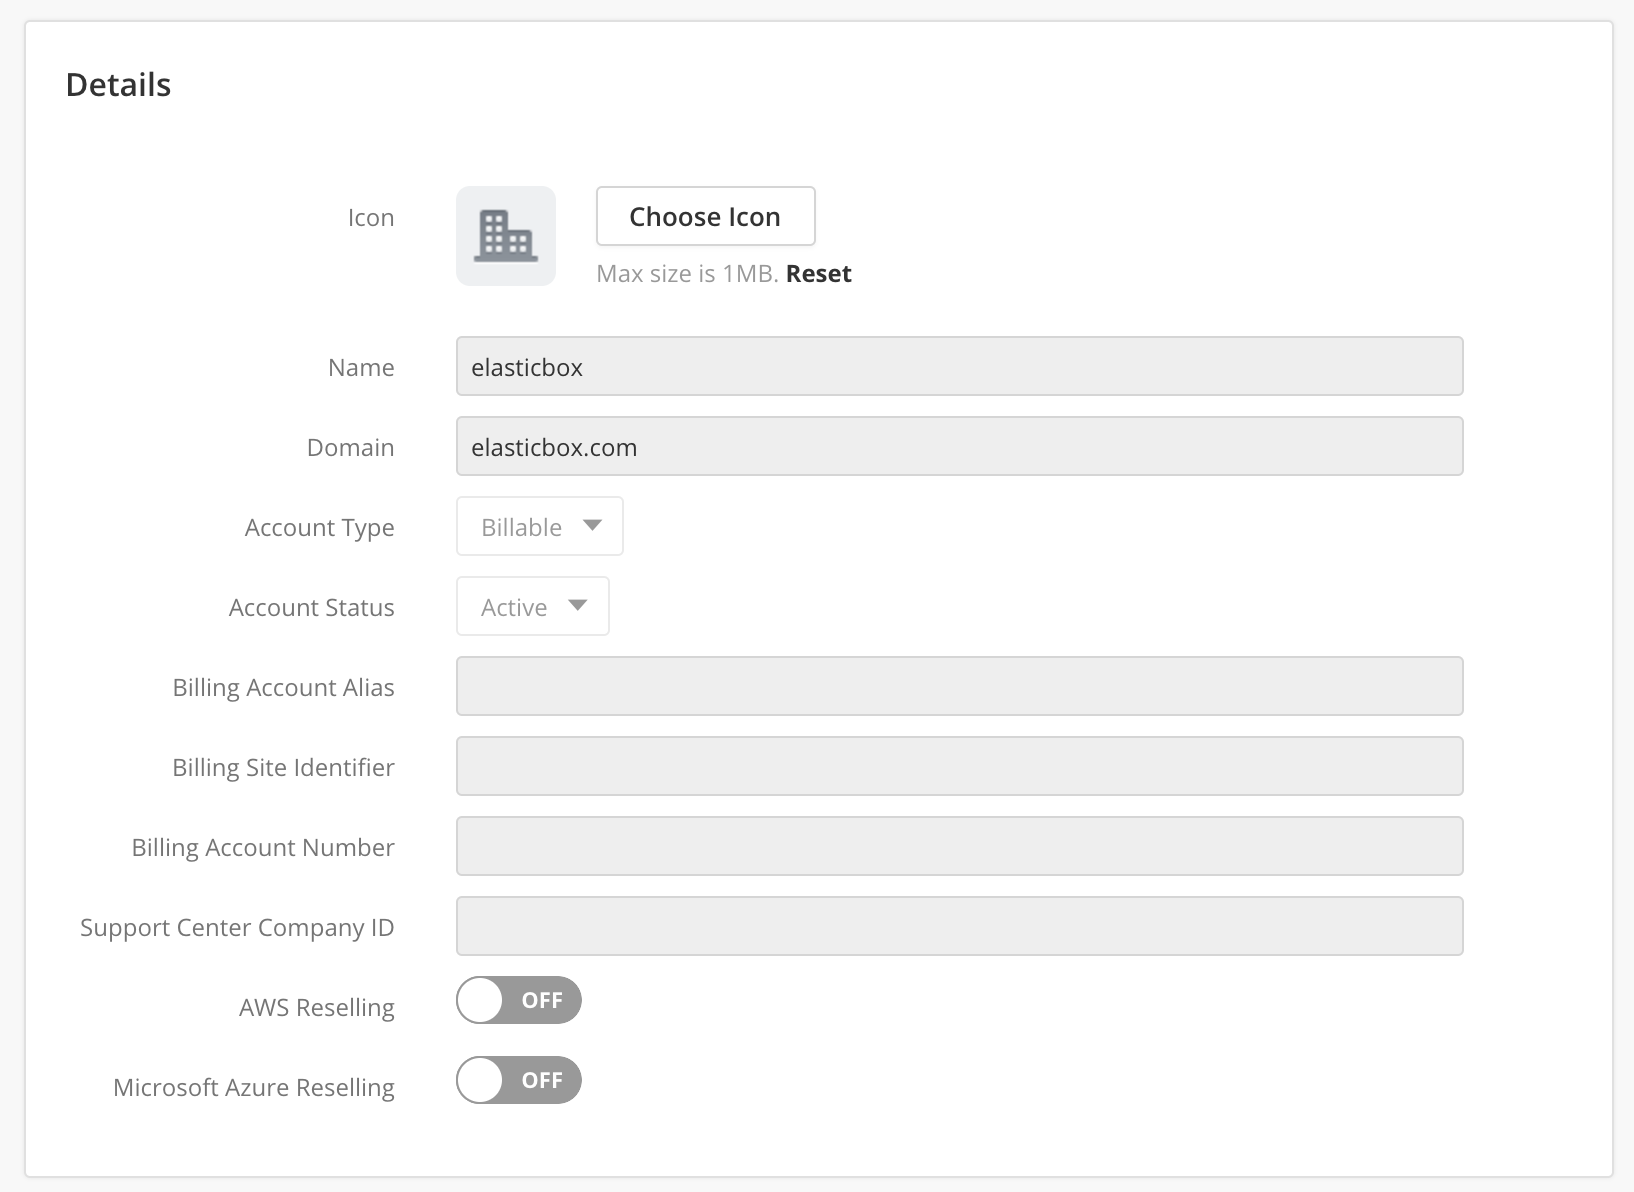 Details
Icon
Choose Icon
Max size is 1MB. Reset
Name
elasticbox
Domain
elasticbox.com
Account Type
Billable
Account Status
Active
Billing Account Alias
Billing Site Identifier
Billing Account Number
Support Center Company ID
AWS Reselling
OFF
Microsoft Azure Reselling
OFF